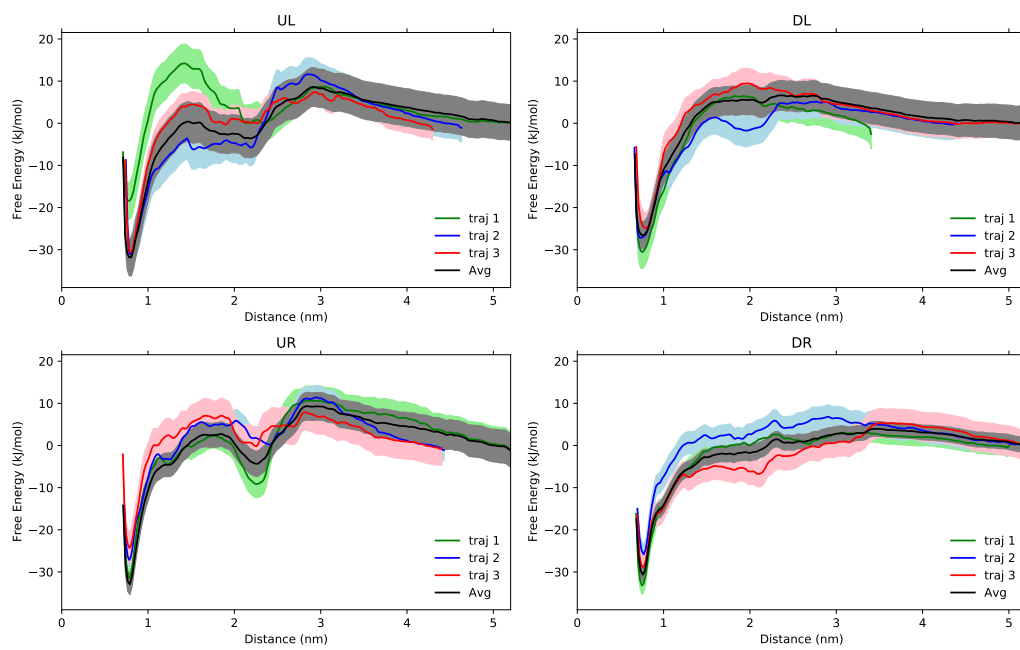 UL
Free Energy (kJ/mol)
20
10
0
−10
−20
−30
0
1
2
3
4
5
Distance (nm)
traj 1
traj 2
traj 3
Avg
DL
Free Energy (kJ/mol)
20
10
0
−10
−20
−30
0
1
2
3
4
5
Distance (nm)
traj 1
traj 2
traj 3
Avg
UR
Free Energy (kJ/mol)
20
10
0
−10
−20
−30
0
1
2
3
4
5
Distance (nm)
traj 1
traj 2
traj 3
Avg
DR
Free Energy (kJ/mol)
20
10
0
−10
−20
−30
0
1
2
3
4
5
Distance (nm)
traj 1
traj 2
traj 3
Avg